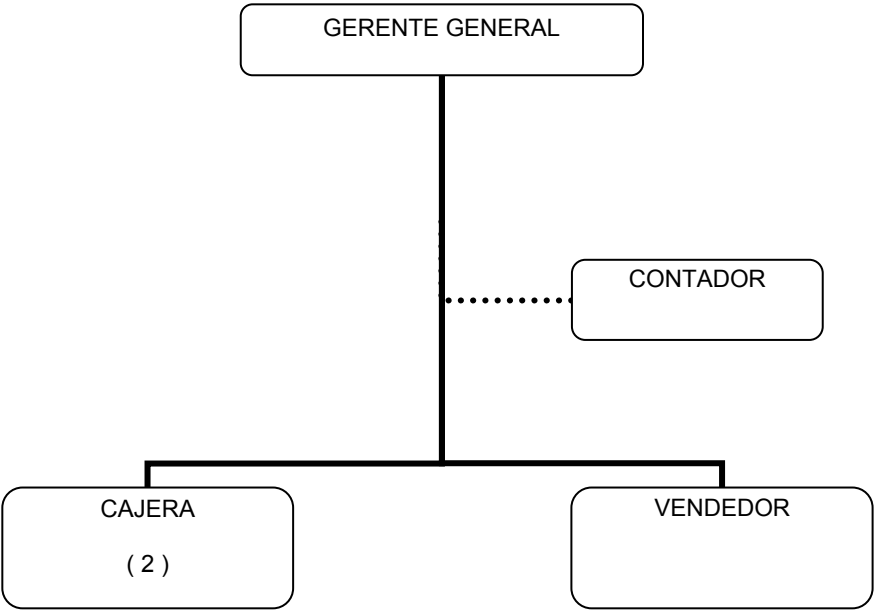 GERENTE GENERAL
CONTADOR
CAJERA
( 2 )
VENDEDOR